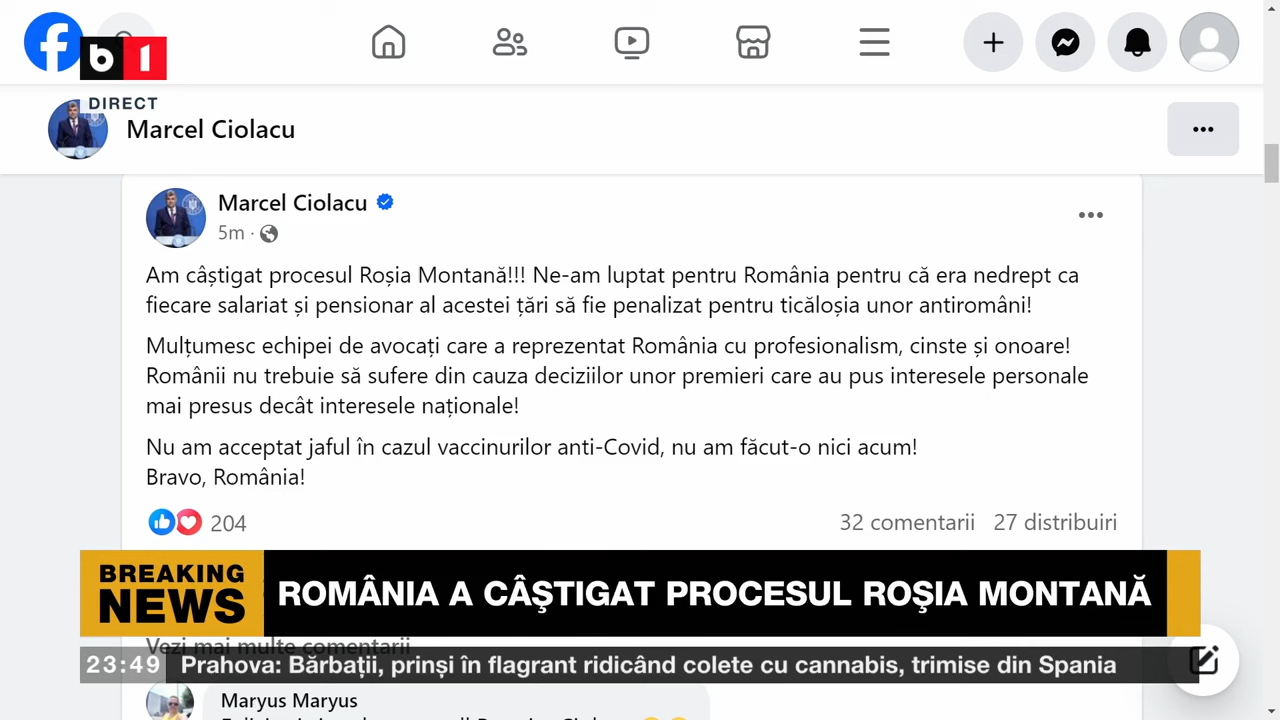 f
b1
DIRECT
Marcel Ciolacu
Marcel Ciolacu
5m ·
Am câștigat procesul Roșia Montană!!! Ne-am luptat pentru România pentru că era nedrept ca
fiecare salariat și pensionar al acestei țări să fie penalizat pentru ticăloșia unor antiromâni!
Mulțumesc echipei de avocați care a reprezentat România cu profesionalism, cinste și onoare!
Românii nu trebuie să sufere din cauza deciziilor unor premieri care au pus interesele personale
mai presus decât interesele naționale!
Nu am acceptat jaful în cazul vaccinurilor anti-Covid, nu am făcut-o nici acum!
Bravo, România!
204
32 comentarii 27 distribuiri
BREAKING
NEWS
ROMÂNIA A CÂŞTIGAT PROCESUL ROŞIA MONTANĂ
Vezi mai multe comentarii
23:49 Prahova: Bărbații, prinși în flagrant ridicând colete cu cannabis, trimise din Spania
Maryus Maryus